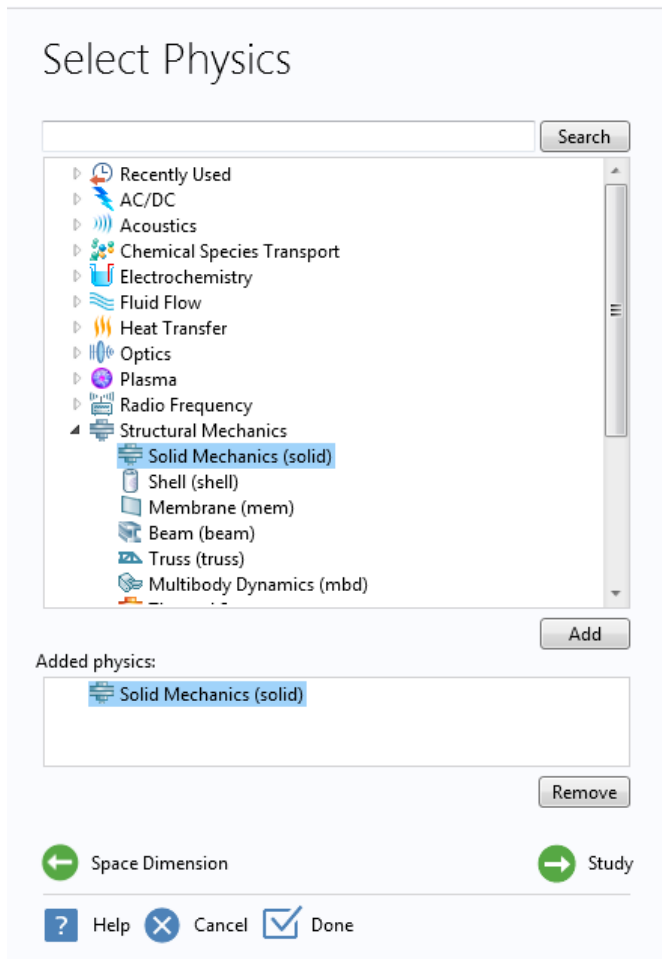 Select Physics
Search
Recently Used
AC/DC
Acoustics
Chemical Species Transport
Electrochemistry
Fluid Flow
Heat Transfer
Optics
Plasma
Radio Frequency
Structural Mechanics
Solid Mechanics (solid)
Shell (shell)
Membrane (mem)
Beam (beam)
Truss (truss)
Multibody Dynamics (mbd)
Add
Added physics:
Solid Mechanics (solid)
Remove
Space Dimension Study
? Help Cancel Done